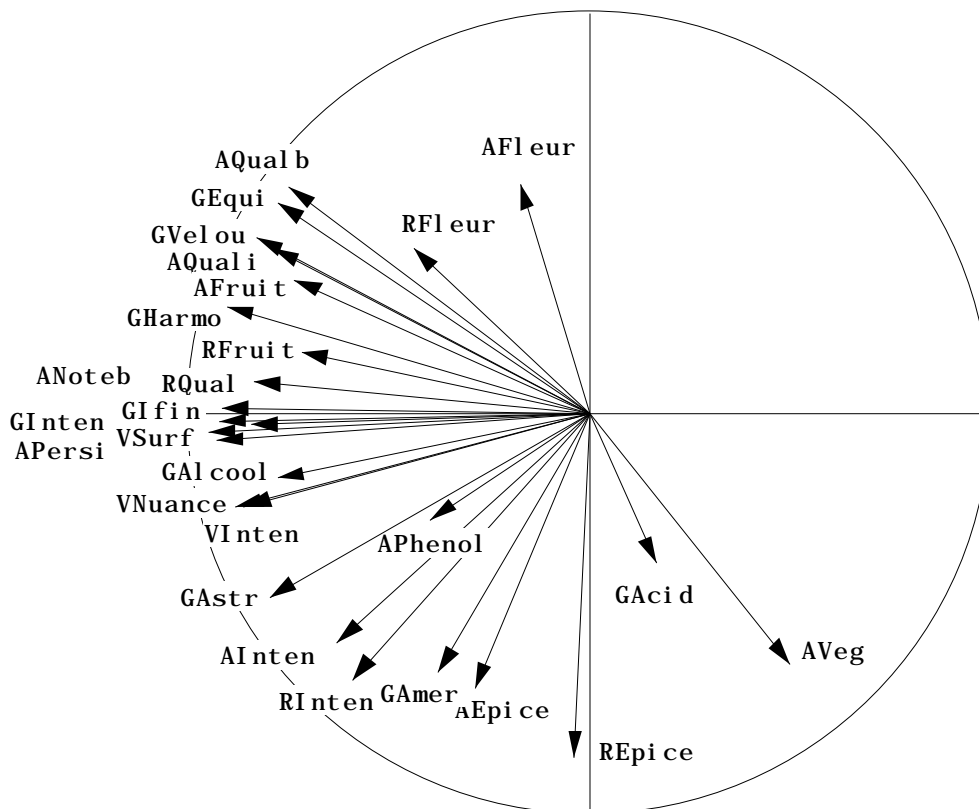 AFleur
AQualb
GEqui
RFleur
GVelou
AQuali
AFruit
GHarmo
RFruit
ANoteb
RQual
GIfin
GInten
VSurf
APersi
GAlcool
VNuance
VInten
APhenol
GAstr
GAcid
AInten
AVeg
RInten
GAmer
AEpice
REpice